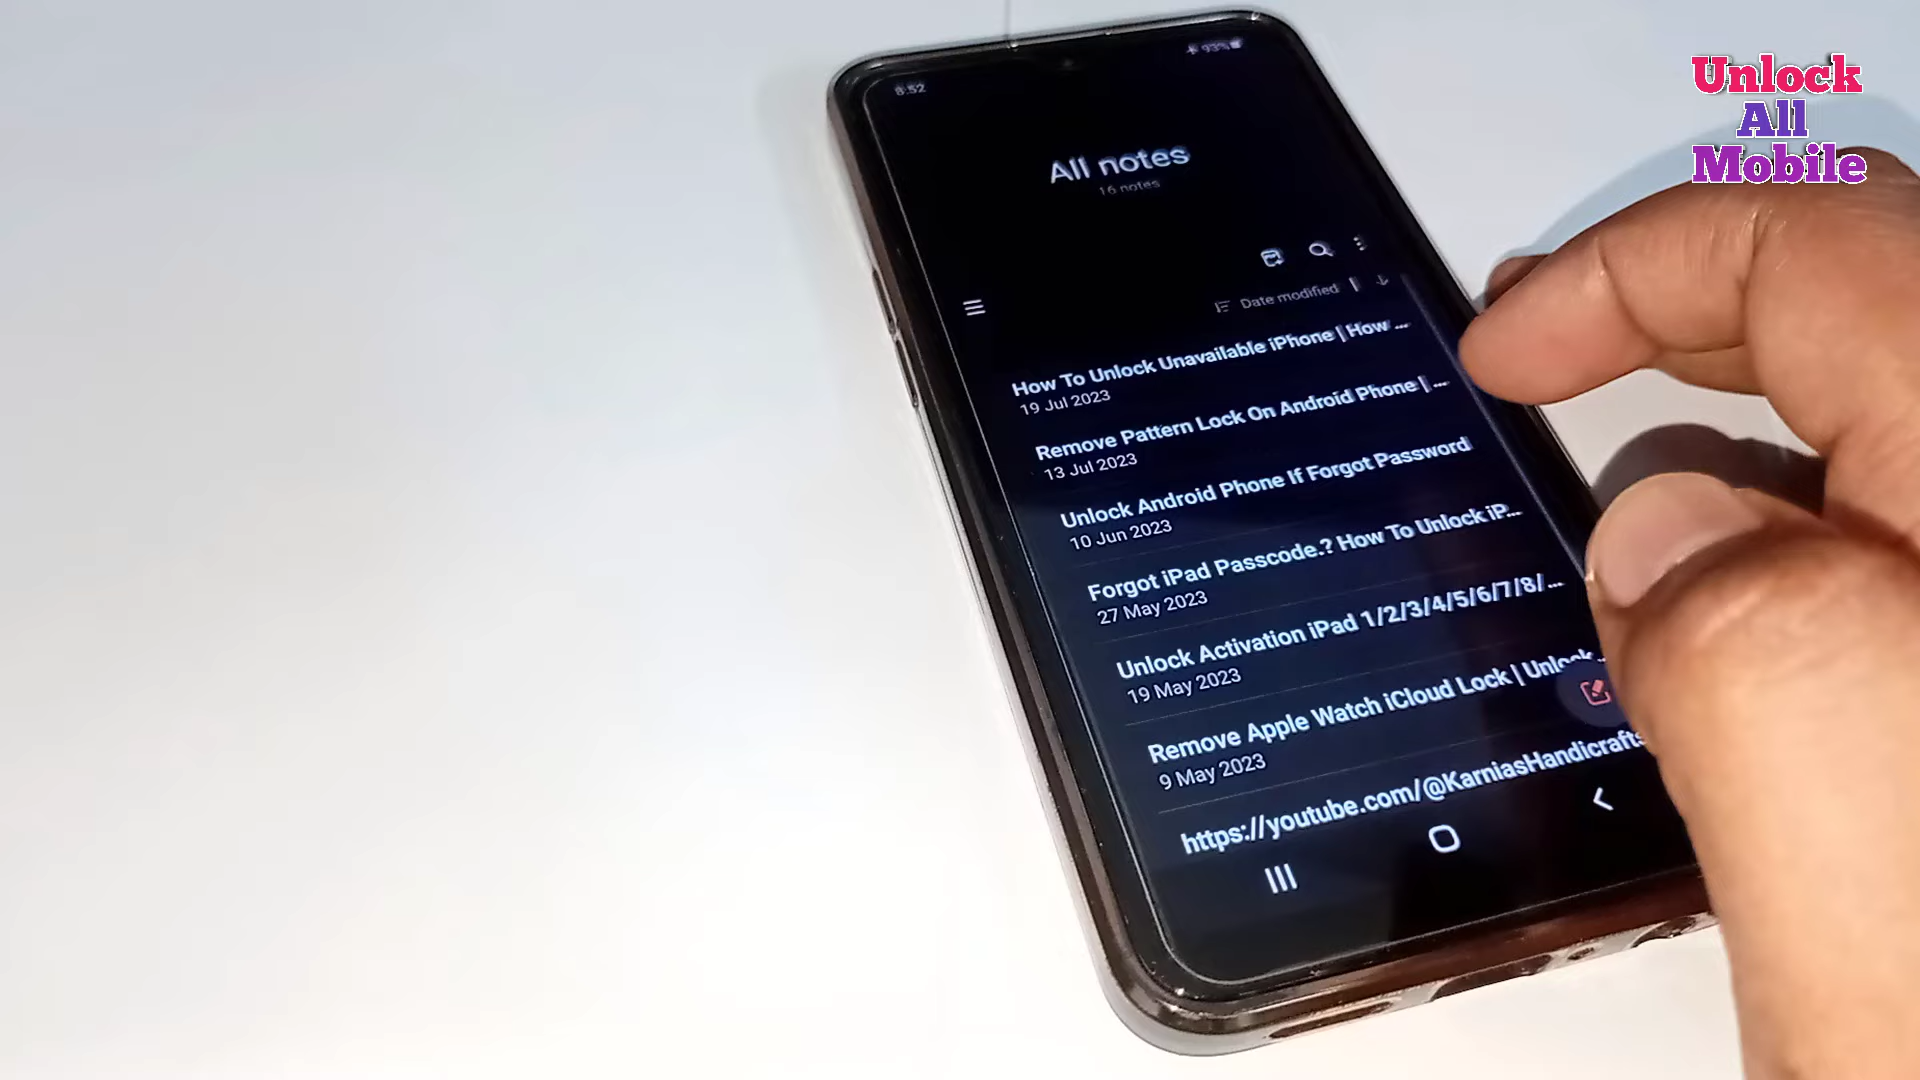 Unlock
All
Mobile
8:52
93%
All notes
16 notes
Date modified
How To Unlock Unavailable iPhone | How ...
19 Jul 2023
Remove Pattern Lock On Android Phone | ...
13 Jul 2023
Unlock Android Phone If Forgot Password
10 Jun 2023
Forgot iPad Passcode.? How To Unlock iP...
27 May 2023
Unlock Activation iPad 1/2/3/4/5/6/7/8/ ...
19 May 2023
Remove Apple Watch iCloud Lock | Unlock ...
9 May 2023
https://youtube.com/@KarniasHandicrafts